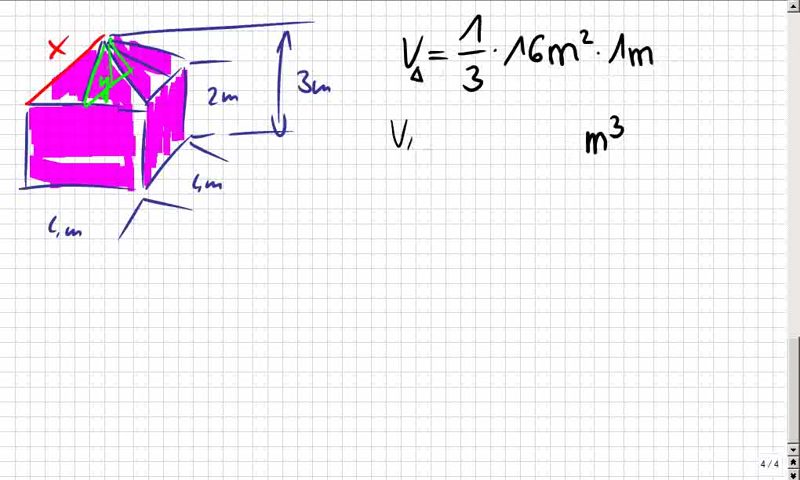 x
2m
3m
4m
4m
V△ = 1/3 · 16m² · 1m
V
m³
4 / 4